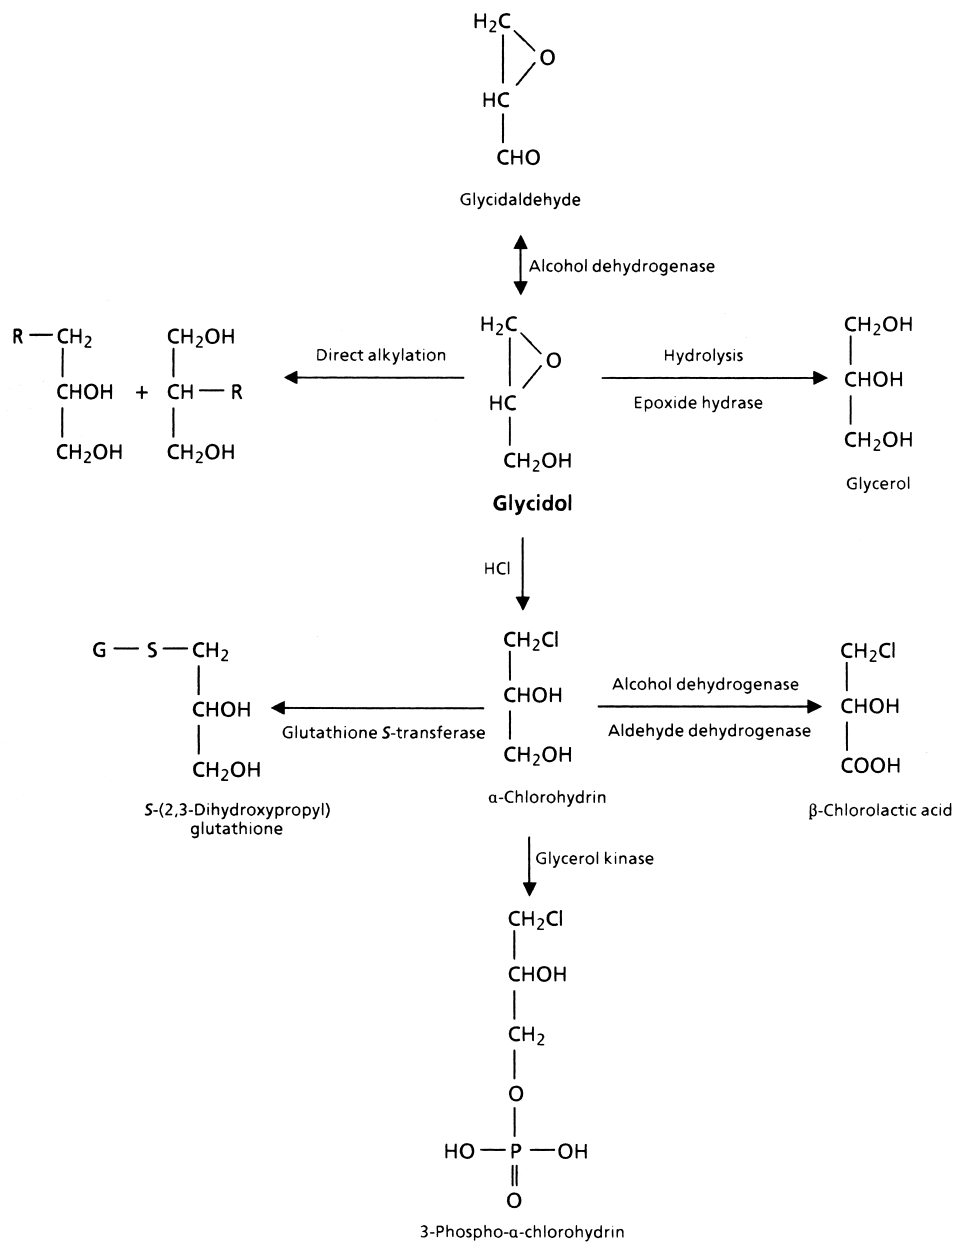 H2C
O
HC
CHO
Glycidaldehyde
Alcohol dehydrogenase
R — CH2
CHOH
CH2OH
+
CH2OH
CH — R
CH2OH
Direct alkylation
H2C
O
HC
CH2OH
Glycidol
Hydrolysis
Epoxide hydrase
CH2OH
CHOH
CH2OH
Glycerol
HCl
G — S — CH2
CHOH
CH2OH
S-(2,3-Dihydroxypropyl)
glutathione
Glutathione S-transferase
CH2Cl
CHOH
CH2OH
α-Chlorohydrin
Alcohol dehydrogenase
Aldehyde dehydrogenase
CH2Cl
CHOH
COOH
β-Chlorolactic acid
Glycerol kinase
CH2Cl
CHOH
CH2
O
HO — P — OH
O
3-Phospho-α-chlorohydrin